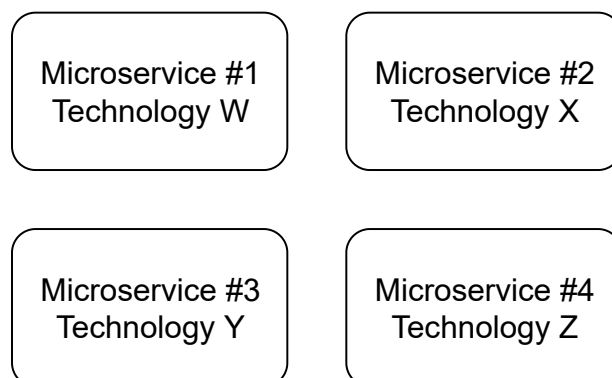 Microservice #1
Technology W
Microservice #2
Technology X
Microservice #3
Technology Y
Microservice #4
Technology Z